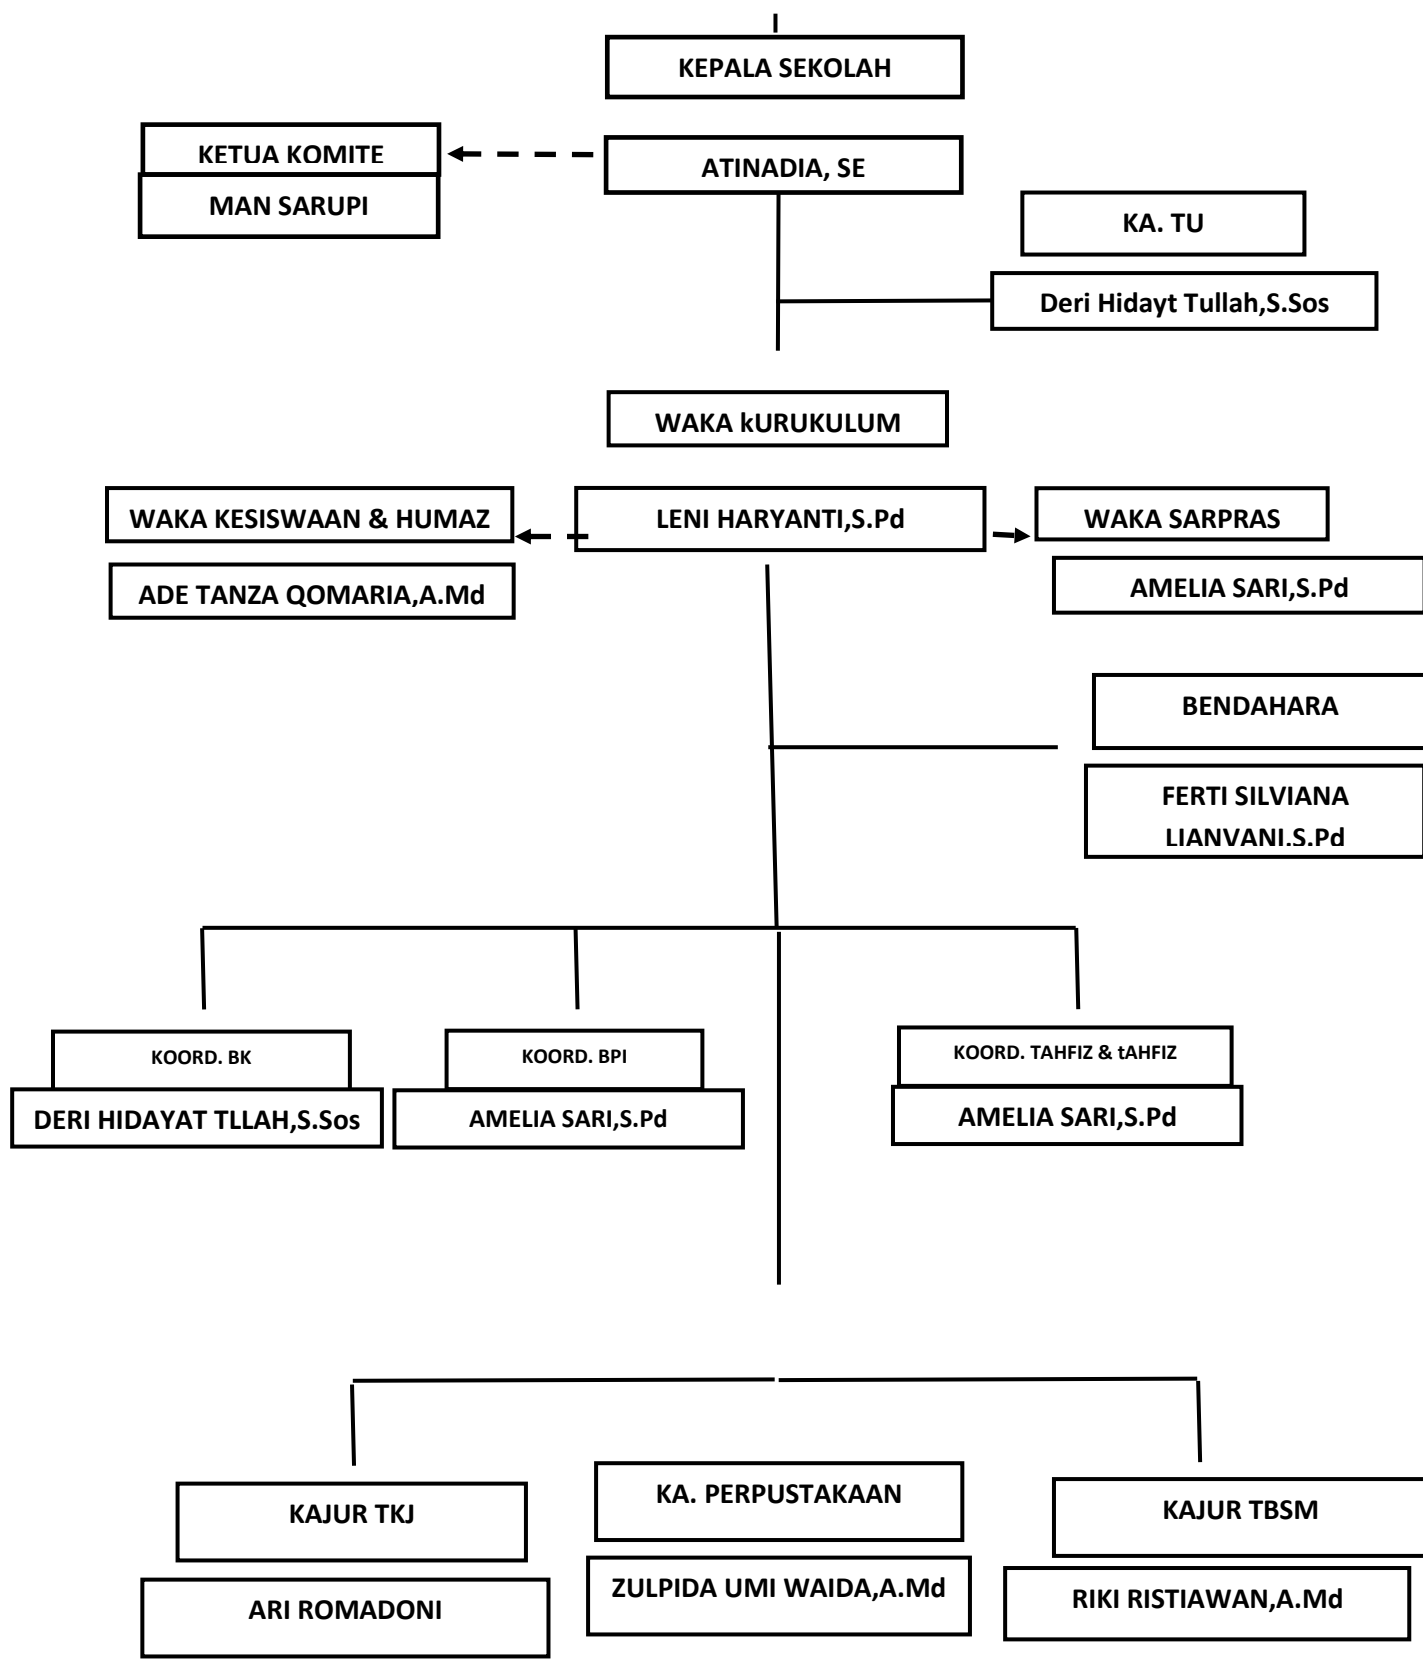 KEPALA SEKOLAH
KETUA KOMITE
ATINADIA, SE
MAN SARUPI
KA. TU
Deri Hidayt Tullah,S.Sos
WAKA kURUKULUM
WAKA KESISWAAN & HUMAZ
LENI HARYANTI,S.Pd
WAKA SARPRAS
ADE TANZA QOMARIA,A.Md
AMELIA SARI,S.Pd
BENDAHARA
FERTI SILVIANA
LIANVANI,S.Pd
KOORD. BK
KOORD. BPI
KOORD. TAHFIZ & tAHFIZ
DERI HIDAYAT TLLAH,S.Sos
AMELIA SARI,S.Pd
AMELIA SARI,S.Pd
KAJUR TKJ
KA. PERPUSTAKAAN
KAJUR TBSM
ARI ROMADONI
ZULPIDA UMI WAIDA,A.Md
RIKI RISTIAWAN,A.Md